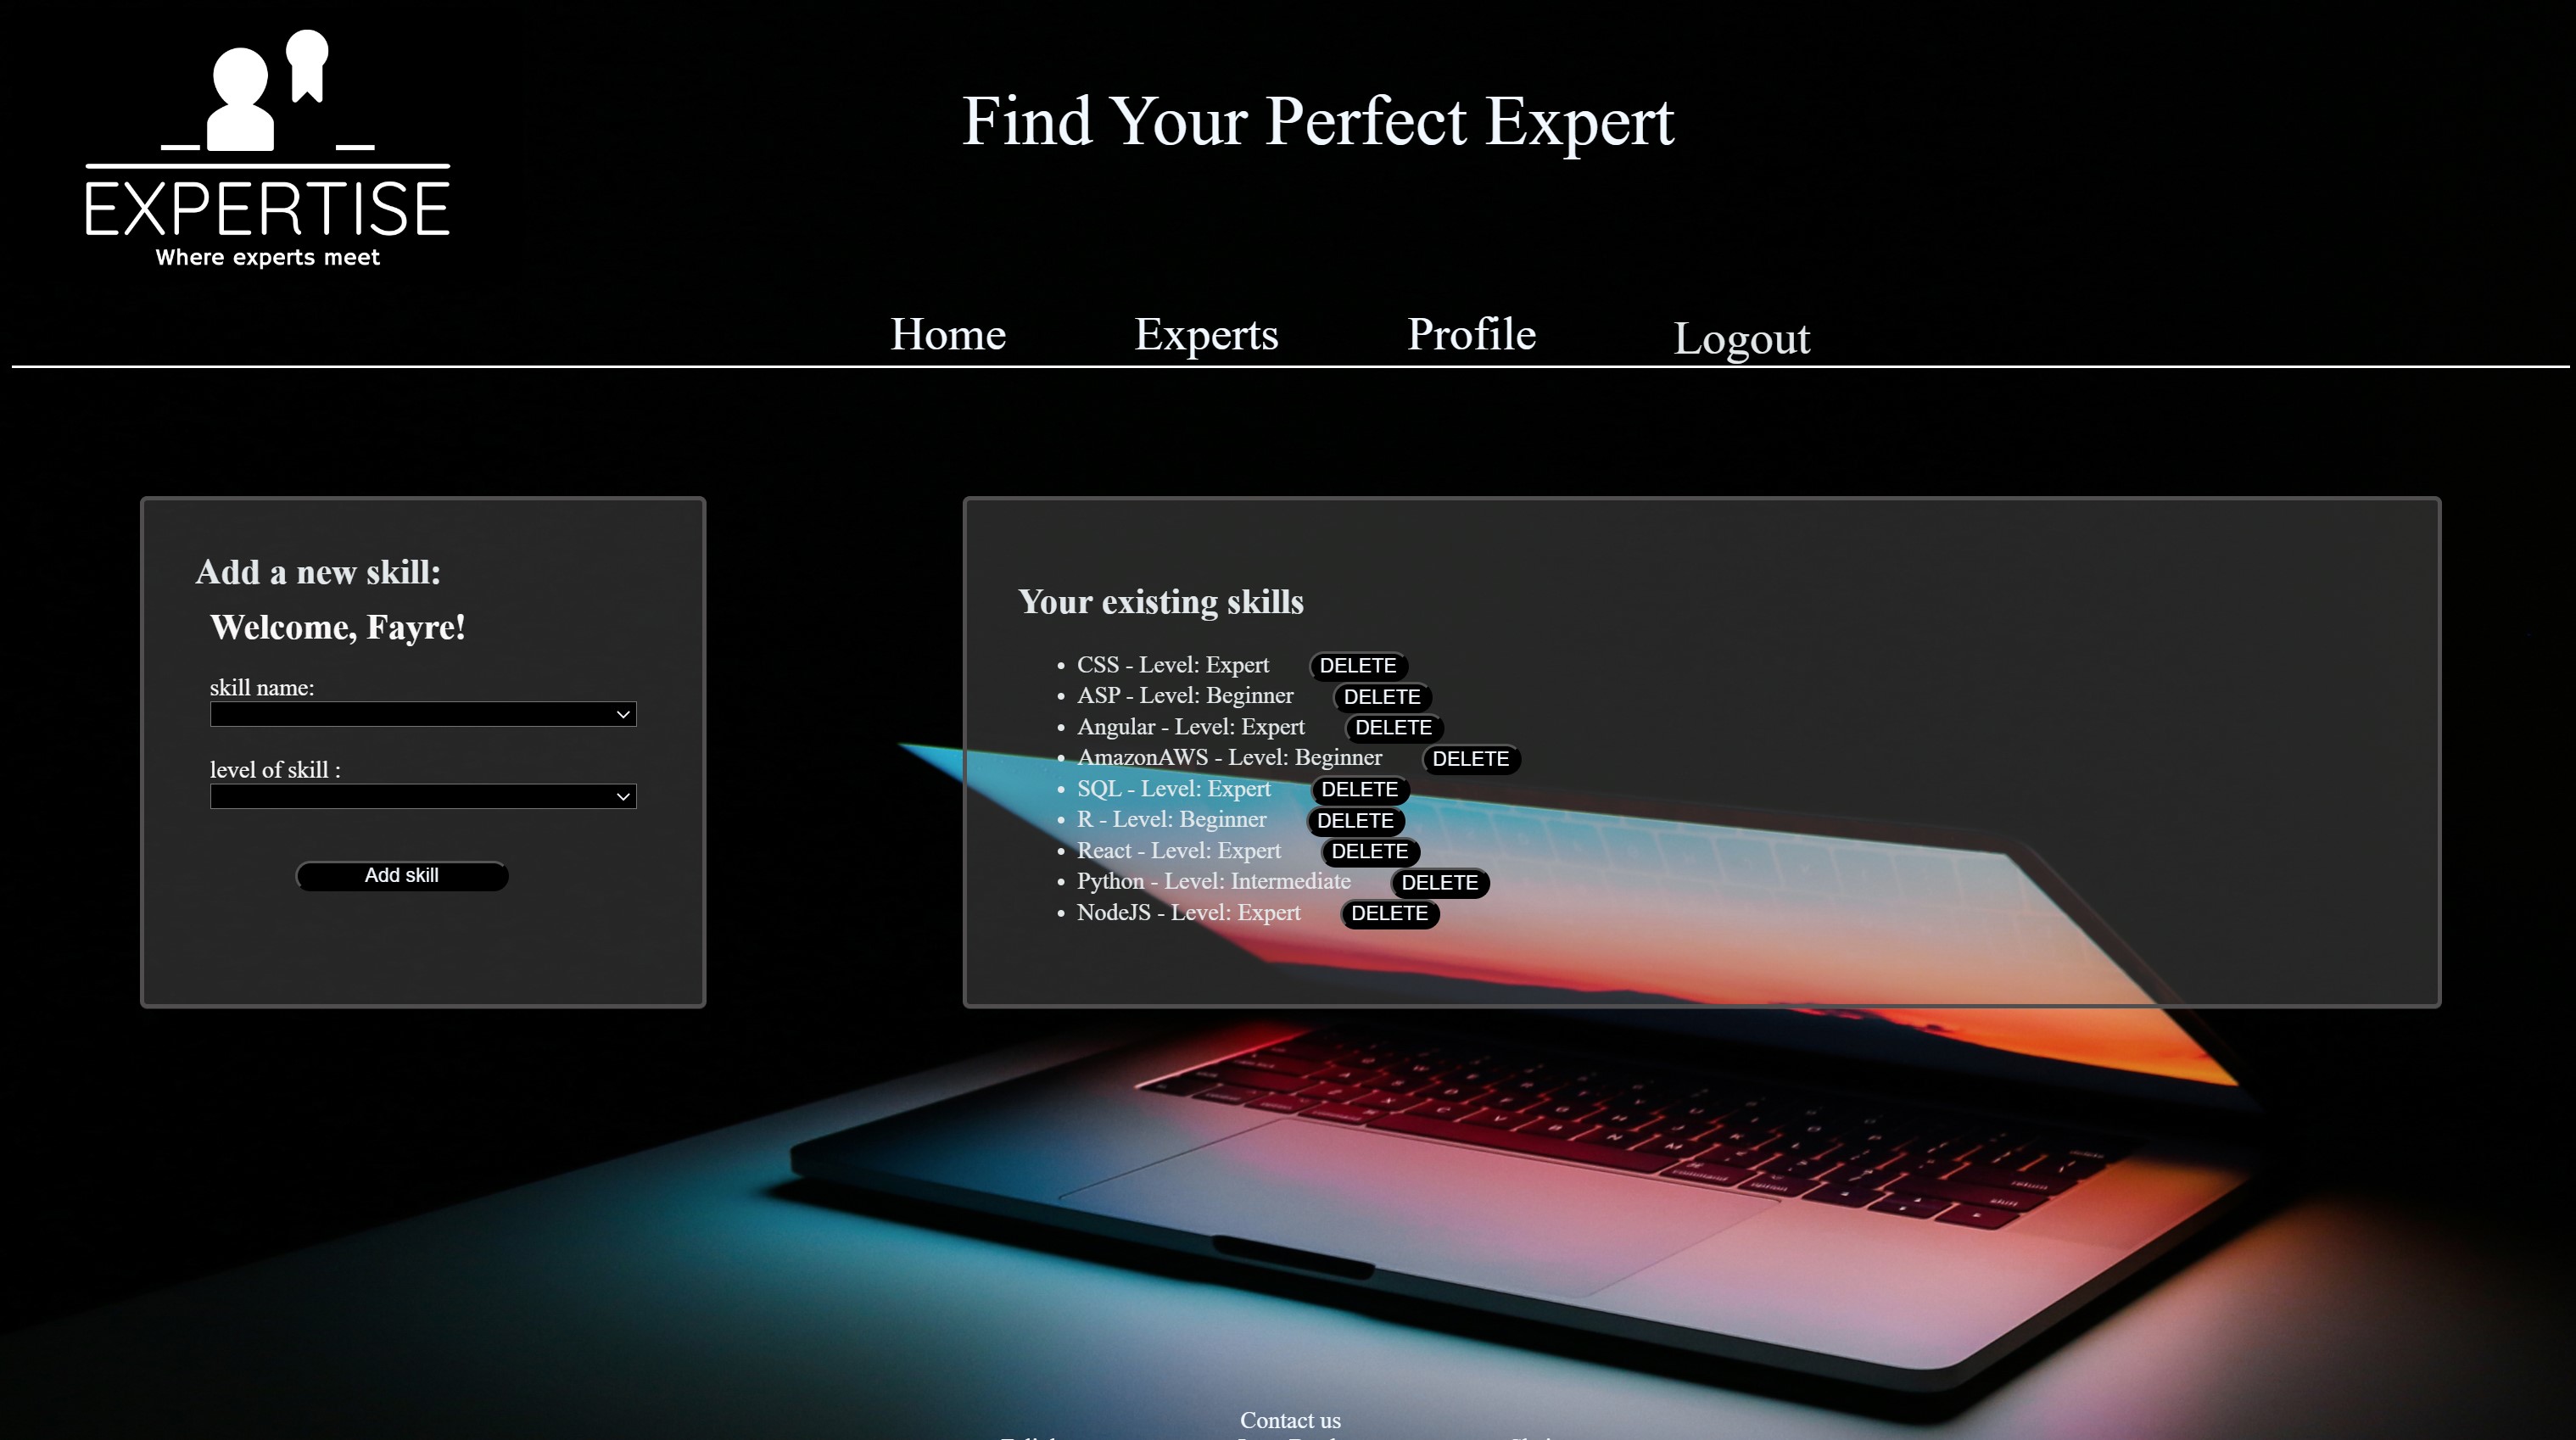 EXPERTISE
Where experts meet
Find Your Perfect Expert
Home Experts Profile Logout
Add a new skill:
Welcome, Fayre!
skill name:
level of skill :
Add skill
Your existing skills
• CSS - Level: Expert DELETE
• ASP - Level: Beginner DELETE
• Angular - Level: Expert DELETE
• AmazonAWS - Level: Beginner DELETE
• SQL - Level: Expert DELETE
• R - Level: Beginner DELETE
• React - Level: Expert DELETE
• Python - Level: Intermediate DELETE
• NodeJS - Level: Expert DELETE
Contact us